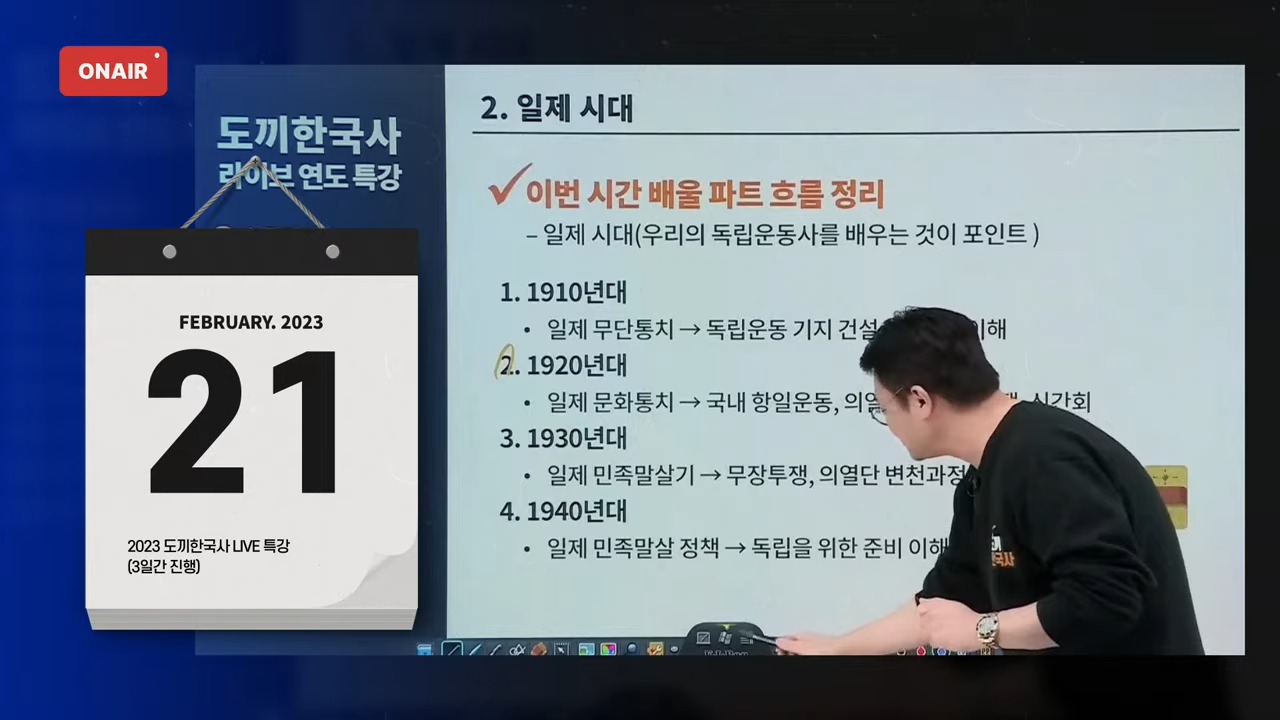 ONAIR
도끼한국사
라이브 연도 특강
FEBRUARY. 2023
21
2023 도끼한국사 LIVE 특강
(3일간 진행)
2. 일제 시대
이번 시간 배울 파트 흐름 정리
– 일제 시대(우리의 독립운동사를 배우는 것이 포인트 )
1. 1910년대
• 일제 무단통치 → 독립운동 기지 건설 이해
2. 1920년대
• 일제 문화통치 → 국내 항일운동, 의열 신간회
3. 1930년대
• 일제 민족말살기 → 무장투쟁, 의열단 변천과정
4. 1940년대
• 일제 민족말살 정책 → 독립을 위한 준비 이해